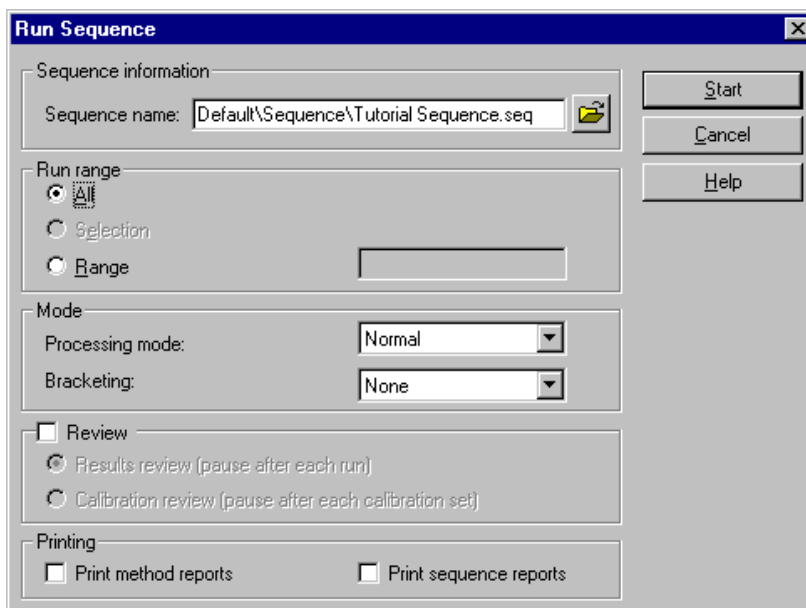 Run Sequence
Sequence information
Sequence name: Default\Sequence\Tutorial Sequence.seq
Start
Cancel
Help
Run range
All
Selection
Range
Mode
Processing mode: Normal
Bracketing: None
Review
Results review (pause after each run)
Calibration review (pause after each calibration set)
Printing
Print method reports Print sequence reports